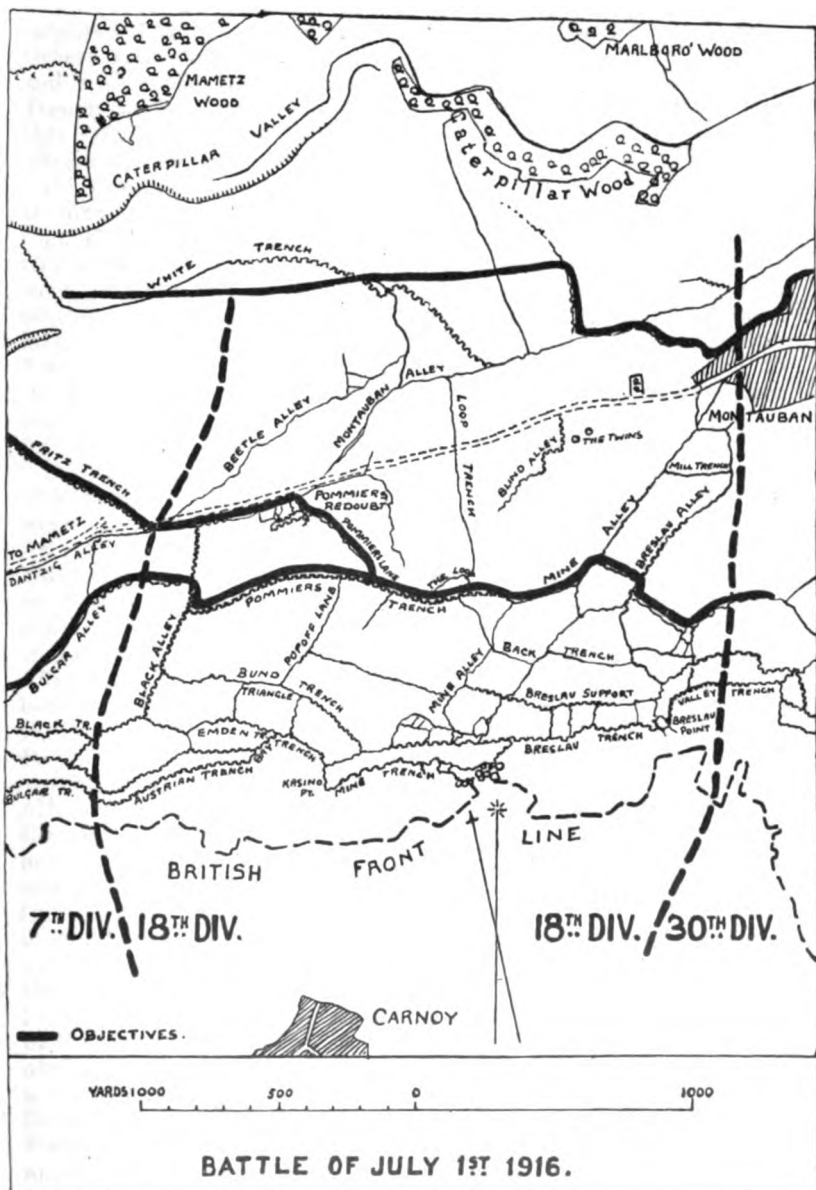 MARLBORO' WOOD
MAMETZ
WOOD
CATERPILLAR VALLEY
Caterpillar Wood
WHITE TRENCH
BEETLE ALLEY
MONTAUBAN ALLEY
LOOP TRENCH
BLIND ALLEY
THE TWINS
MONTAUBAN
MILL TRENCH
FRITZ TRENCH
POMMIERS
REDOUBT
POMMIERS LANE
TO MAMETZ
DANTZIG ALLEY
MINE ALLEY
BRESLAU ALLEY
THE LOOP
POMMIERS TRENCH
BULGAR ALLEY
BLACK ALLEY
POPOFF LANE
MINE ALLEY
BACK TRENCH
BUND TRENCH
TRIANGLE
BRESLAU SUPPORT
VALLEY TRENCH
BLACK TR.
EMDEN TR.
TRENCH
BRESLAU TRENCH
BRESLAU
POINT
BULGAR TR.
AUSTRIAN TRENCH
KASINO
PT.
MINE TRENCH
BRITISH FRONT LINE
7TH DIV. 18TH DIV.
18TH DIV. 30TH DIV.
CARNOY
OBJECTIVES.
YARDS 1000 500 0 1000
BATTLE OF JULY 1ST 1916.